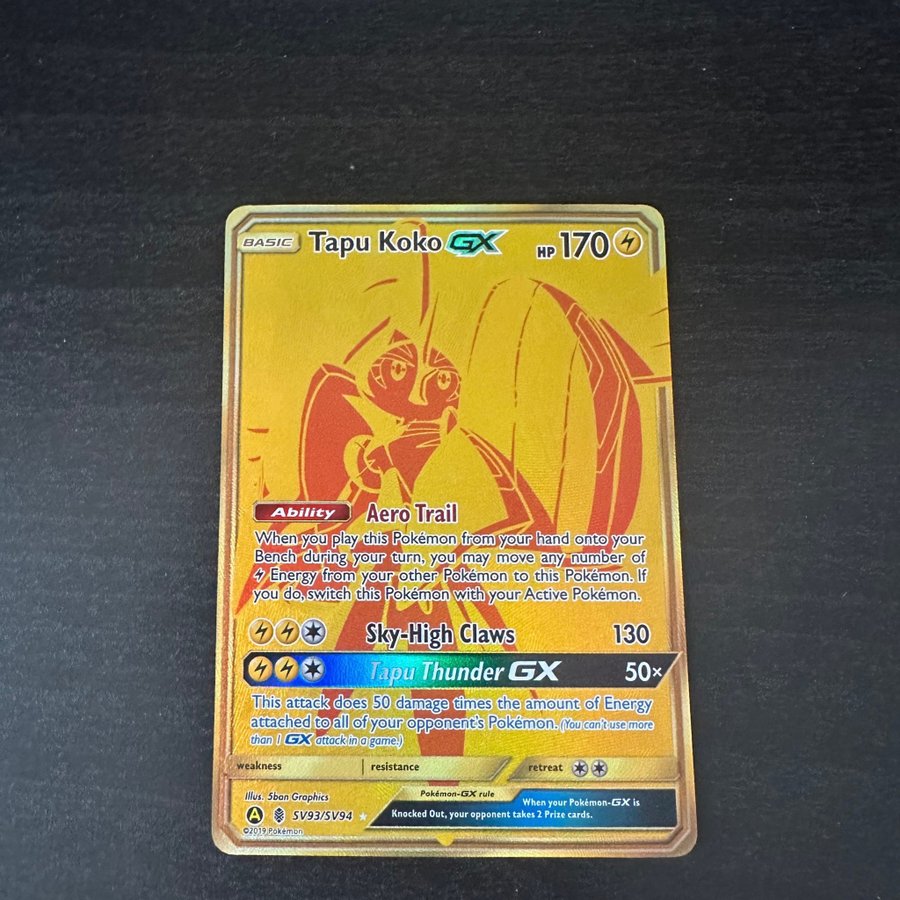 BASIC Tapu Koko GX HP 170
Ability Aero Trail
When you play this Pokémon from your hand onto your
Bench during your turn, you may move any number of
Energy from your other Pokémon to this Pokémon. If
you do, switch this Pokémon with your Active Pokémon.
Sky-High Claws 130
Tapu Thunder GX 50×
This attack does 50 damage times the amount of Energy
attached to all of your opponent's Pokémon. (You can't use more
than 1 GX attack in a game.)
weakness resistance retreat
Illus. 5ban Graphics
Pokémon-GX rule
When your Pokémon-GX is
Knocked Out, your opponent takes 2 Prize cards.
A SV93/SV94
©2019 Pokémon